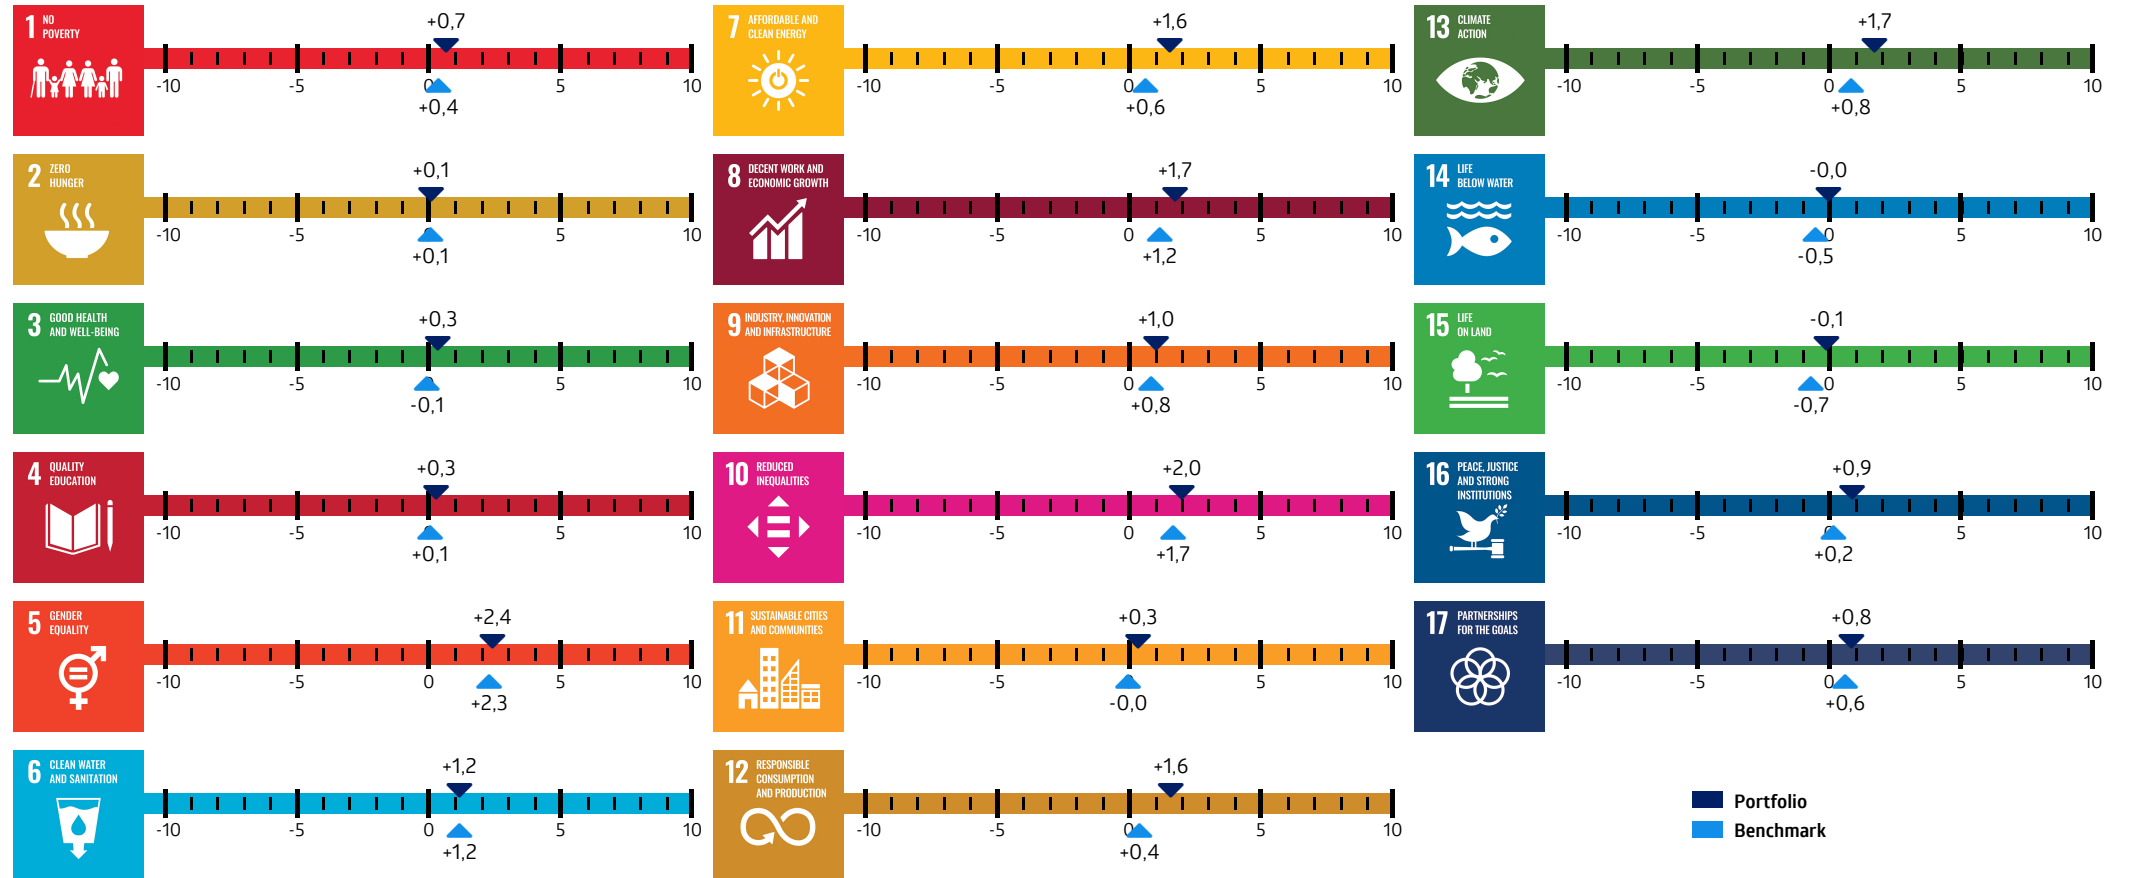 1 NO
POVERTY
+0,7
-10 -5 0 5 10
+0,4
2 ZERO
HUNGER
+0,1
-10 -5 0 5 10
+0,1
3 GOOD HEALTH
AND WELL-BEING
+0,3
-10 -5 0 5 10
-0,1
4 QUALITY
EDUCATION
+0,3
-10 -5 0 5 10
+0,1
5 GENDER
EQUALITY
+2,4
-10 -5 0 5 10
+2,3
6 CLEAN WATER
AND SANITATION
+1,2
-10 -5 0 5 10
+1,2
7 AFFORDABLE AND
CLEAN ENERGY
+1,6
-10 -5 0 5 10
+0,6
8 DECENT WORK AND
ECONOMIC GROWTH
+1,7
-10 -5 0 5 10
+1,2
9 INDUSTRY, INNOVATION
AND INFRASTRUCTURE
+1,0
-10 -5 0 5 10
+0,8
10 REDUCED
INEQUALITIES
+2,0
-10 -5 0 5 10
+1,7
11 SUSTAINABLE CITIES
AND COMMUNITIES
+0,3
-10 -5 0 5 10
-0,0
12 RESPONSIBLE
CONSUMPTION
AND PRODUCTION
+1,6
-10 -5 0 5 10
+0,4
13 CLIMATE
ACTION
+1,7
-10 -5 0 5 10
+0,8
14 LIFE
BELOW WATER
-0,0
-10 -5 0 5 10
-0,5
15 LIFE
ON LAND
-0,1
-10 -5 0 5 10
-0,7
16 PEACE, JUSTICE
AND STRONG
INSTITUTIONS
+0,9
-10 -5 0 5 10
+0,2
17 PARTNERSHIPS
FOR THE GOALS
+0,8
-10 -5 0 5 10
+0,6
Portfolio
Benchmark